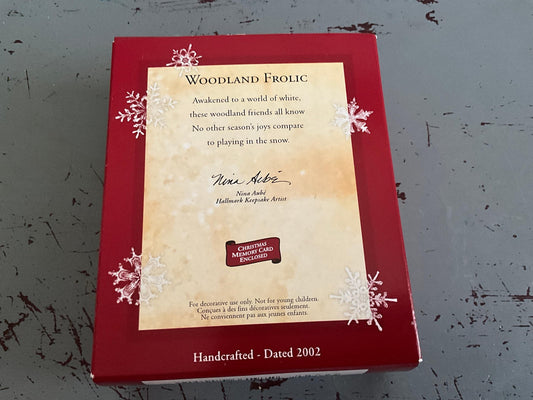 WOODLAND FROLIC
Awakened to a world of white,
these woodland friends all know
No other season's joys compare
to playing in the snow.
Nina Aubé
Nina Aubé
Hallmark Keepsake Artist
CHRISTMAS
MEMORY CARD
ENCLOSED
For decorative use only. Not for young children.
Conçues à des fins décoratives seulement.
Ne conviennent pas aux jeunes enfants.
Handcrafted - Dated 2002